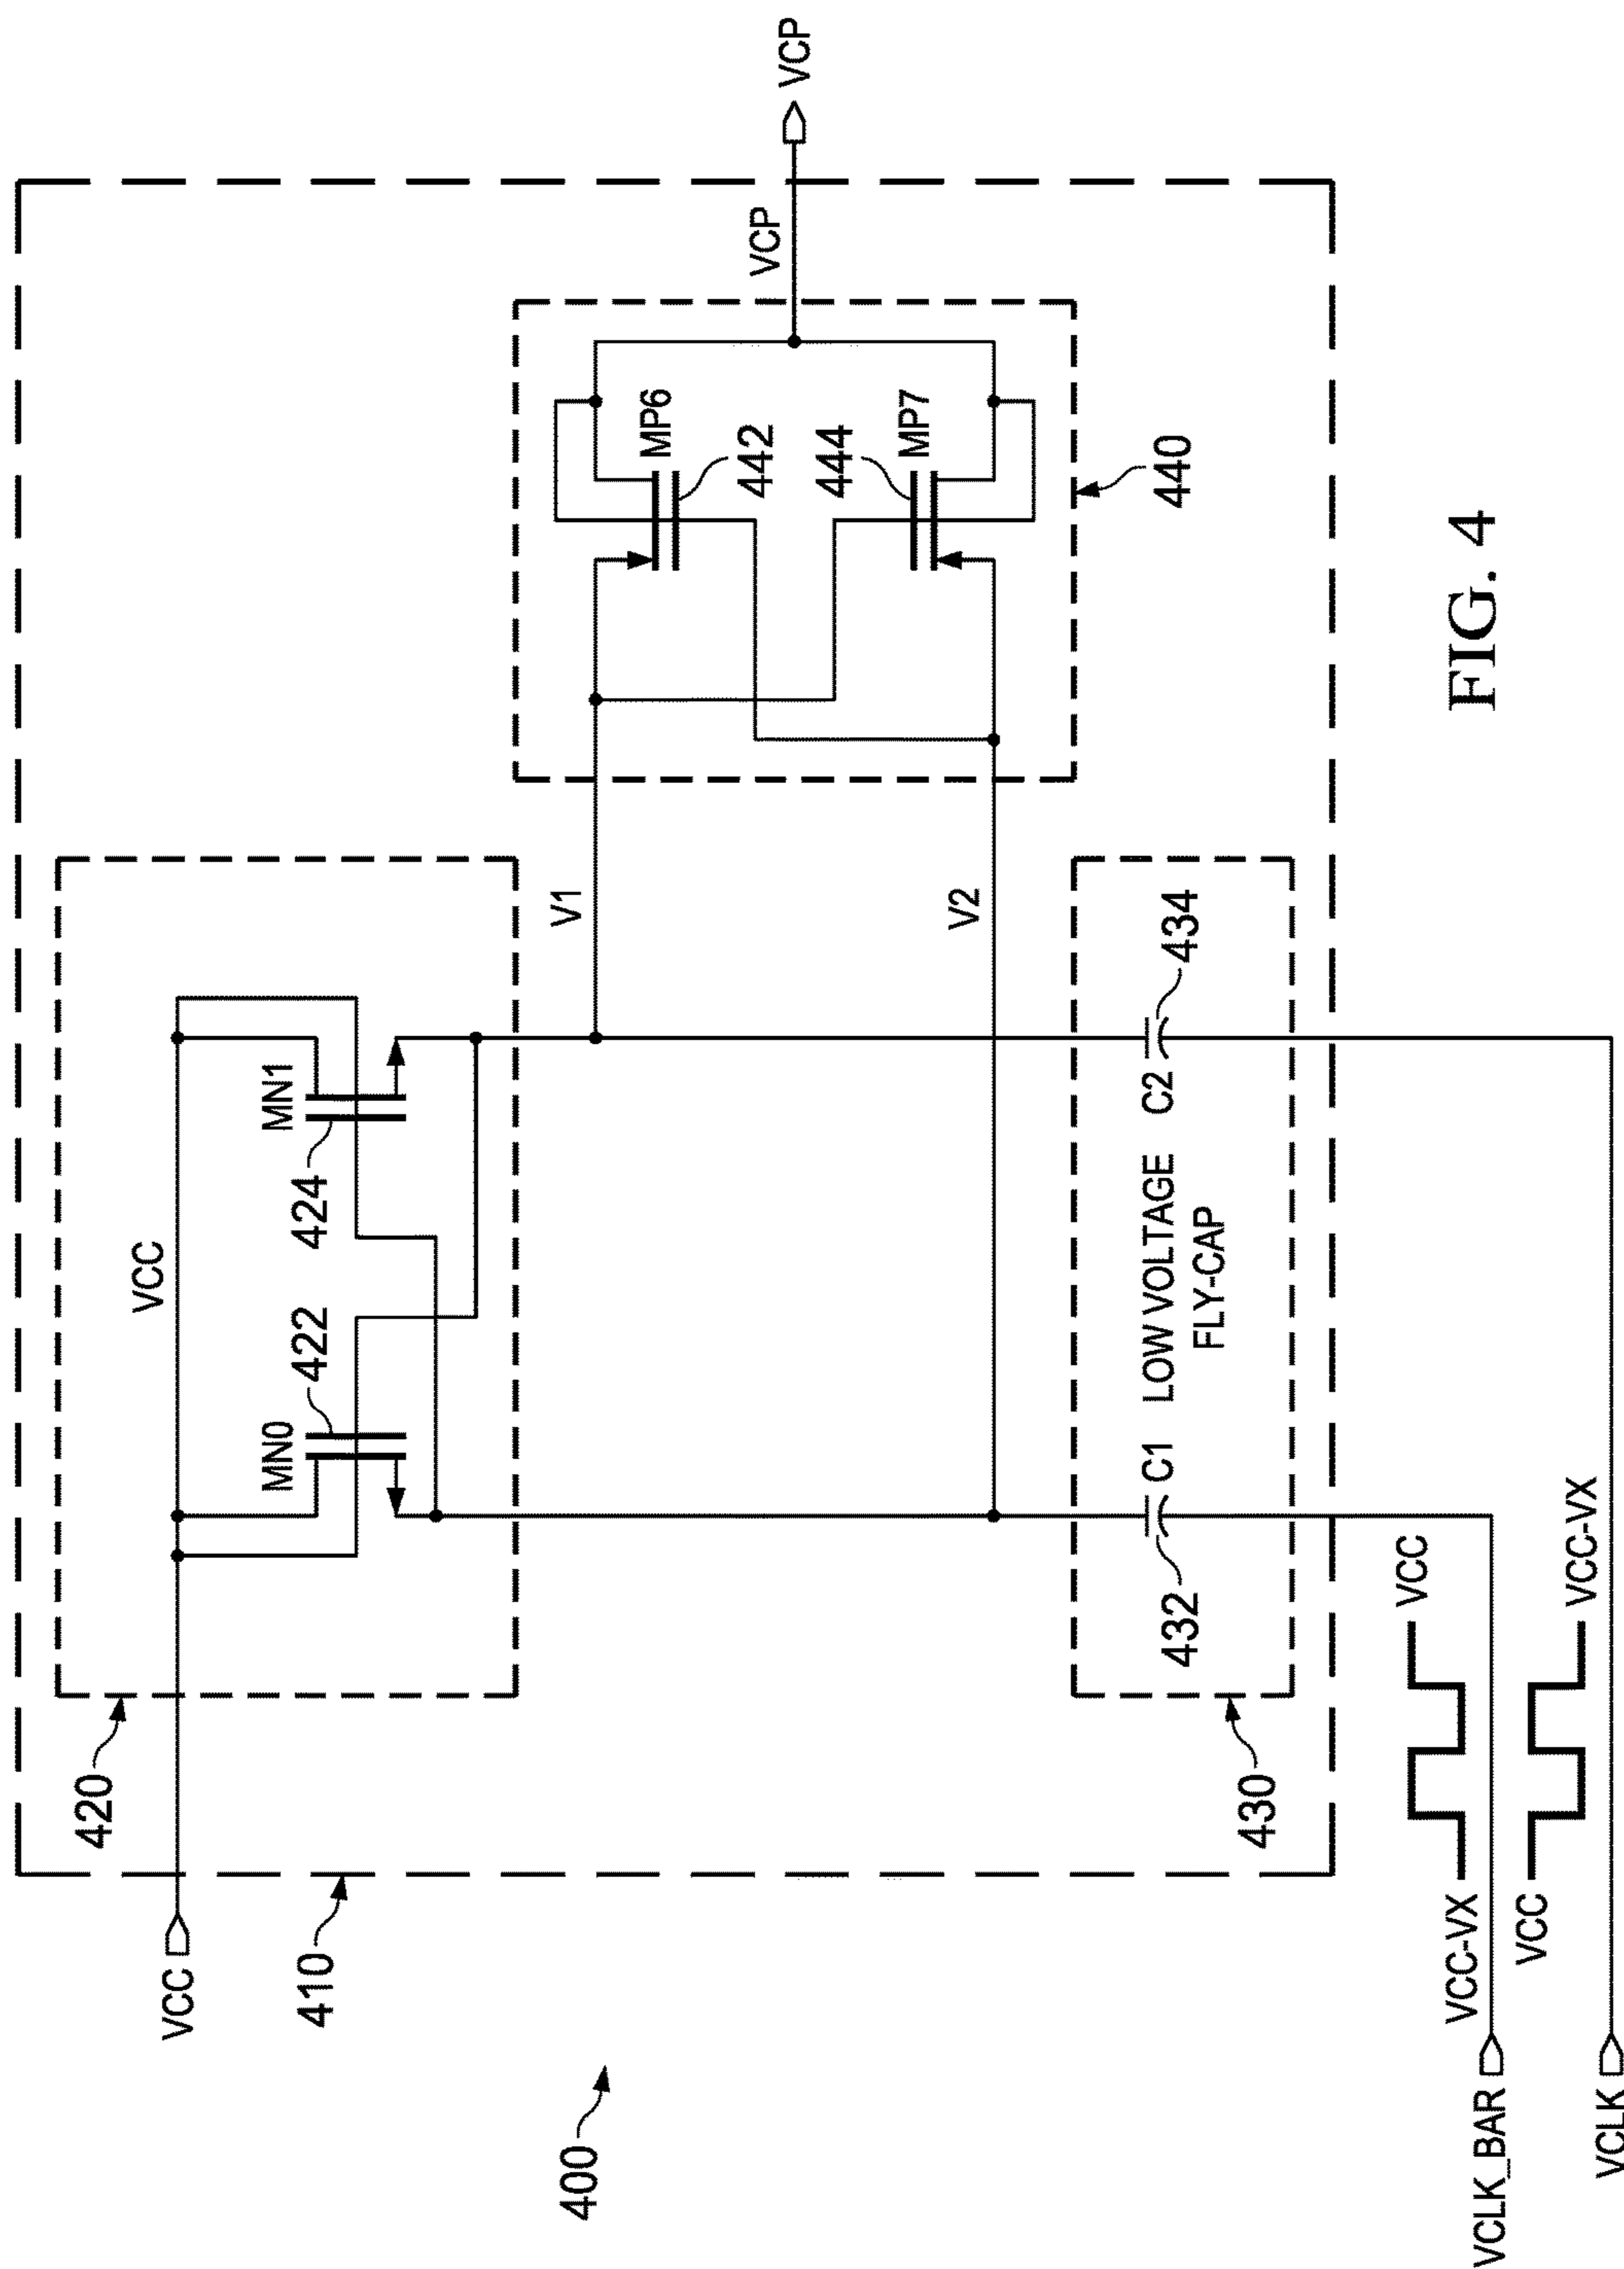 VCC
VCC
420
410
MN0
422
MN1
424
V1
V2
VCP
VCP
MP6
442
444
MP7
440
432
C1
LOW VOLTAGE
FLY-CAP
C2
434
430
400
VCC-VX
VCC
VCLK_BAR
VCC
VCC-VX
VCLK
FIG. 4